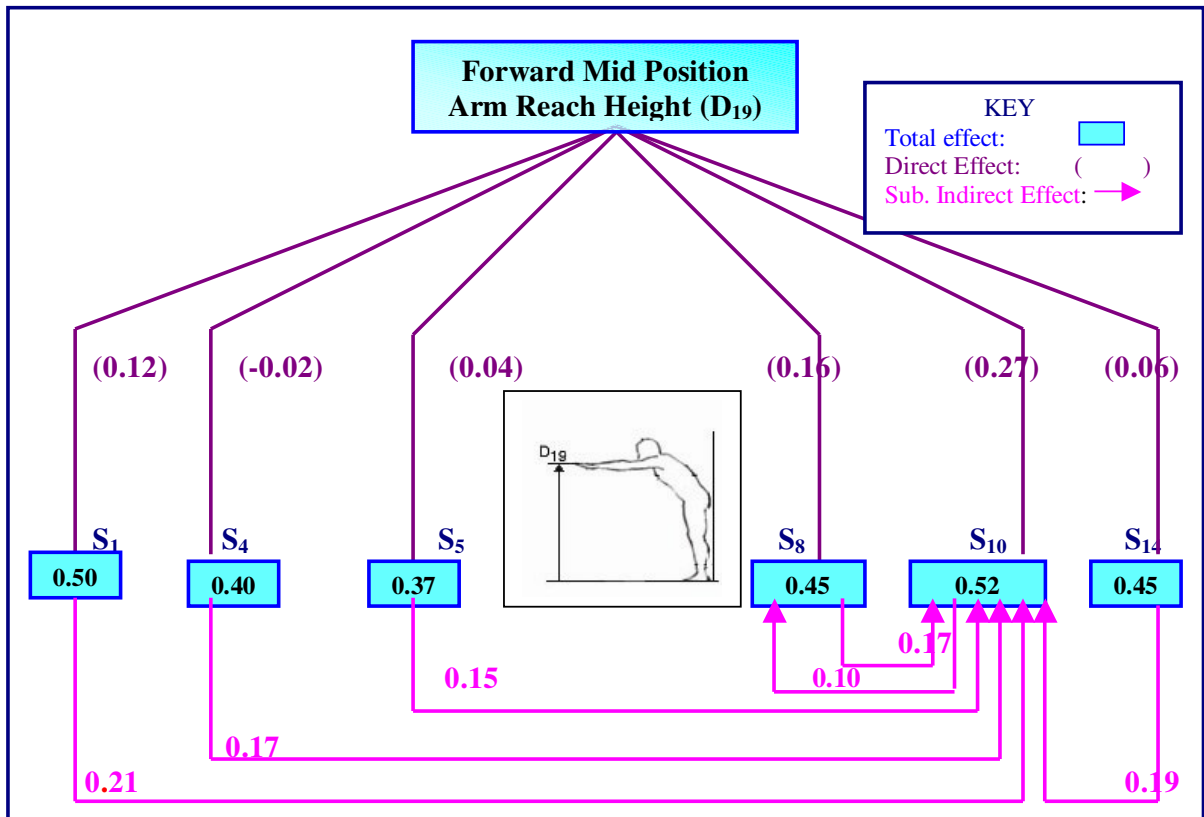 Forward Mid Position
Arm Reach Height (D₁₉)
KEY
Total effect:
Direct Effect: ( )
Sub. Indirect Effect:
(0.12) (-0.02) (0.04) (0.16) (0.27) (0.06)
D₁₉
S₁ S₄ S₅ S₈ S₁₀ S₁₄
0.50 0.40 0.37 0.45 0.52 0.45
0.17
0.15 0.10
0.17
0.21 0.19